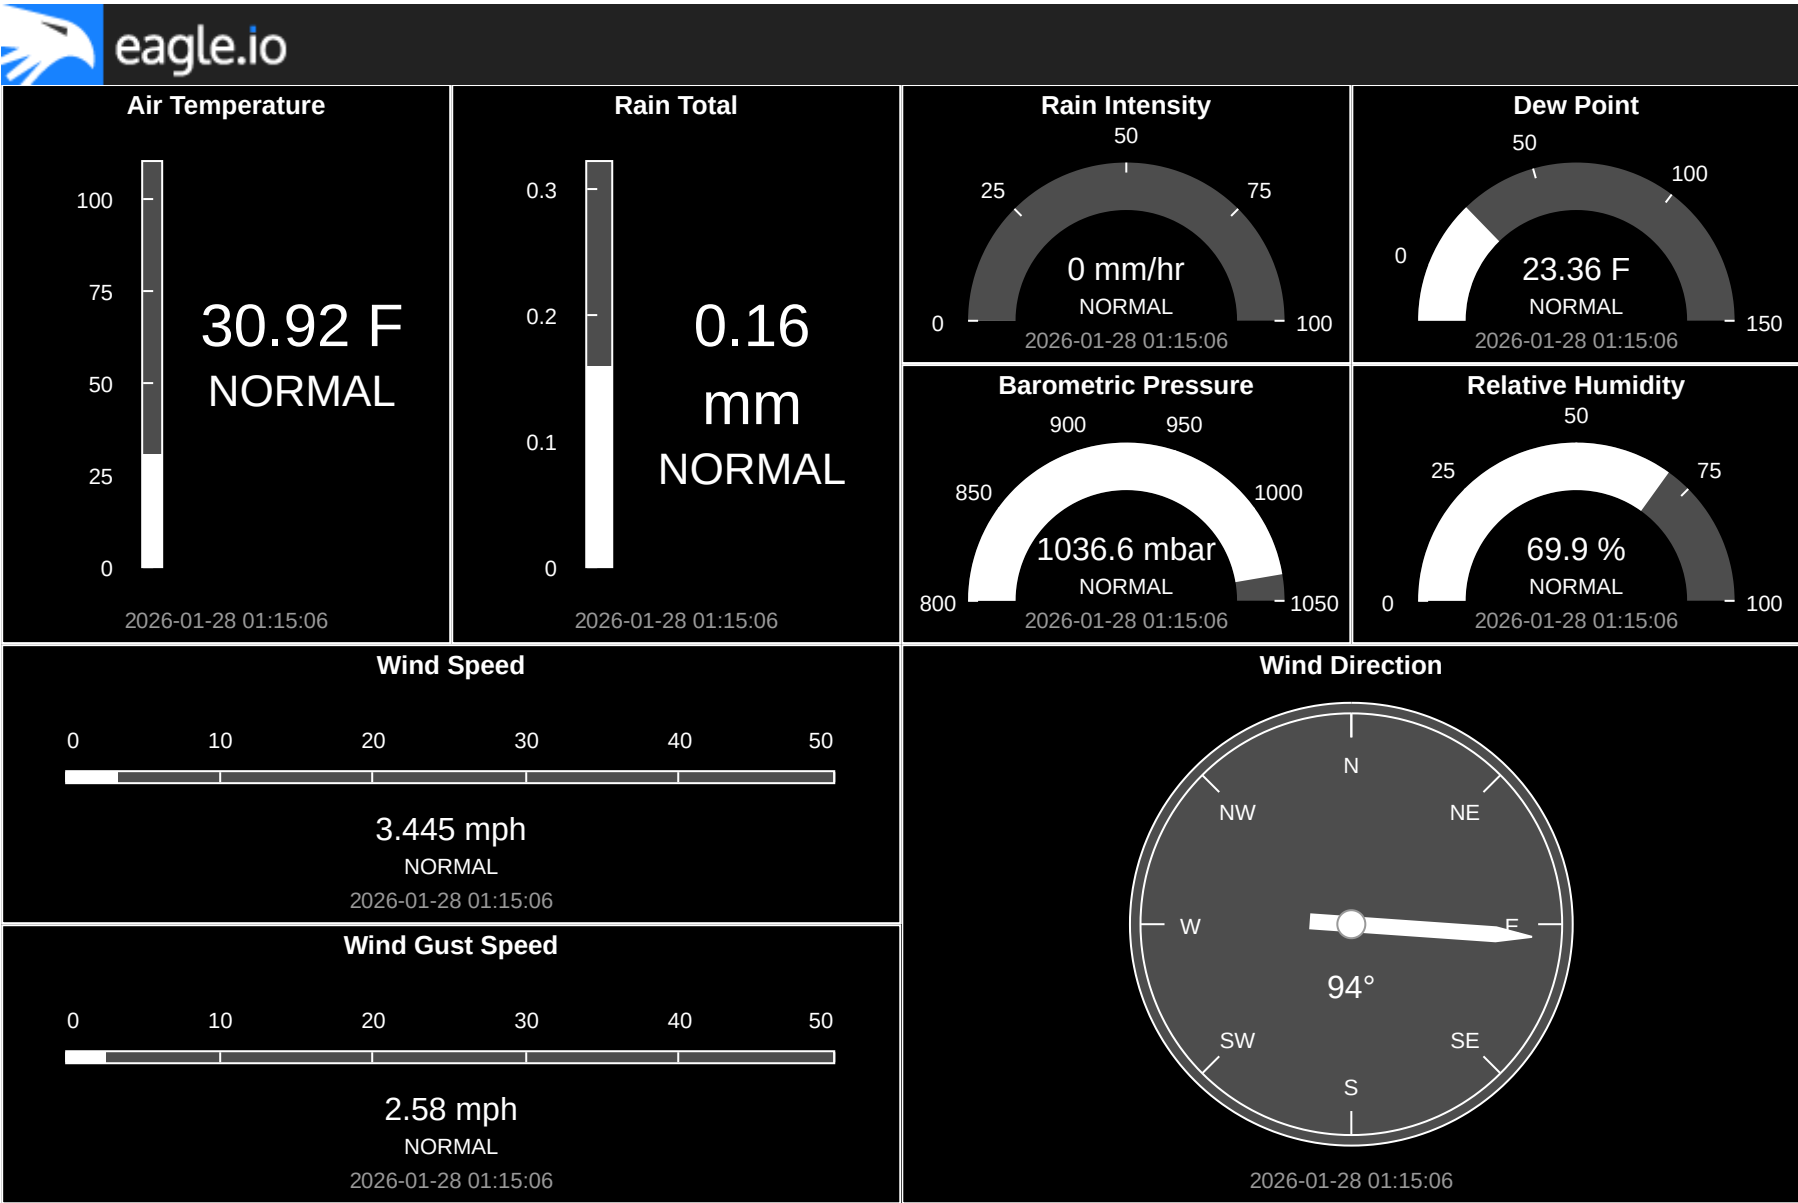 eagle.io
Air Temperature
100
75
50
25
0
30.92 F
NORMAL
2026-01-28 01:15:06
Rain Total
0.3
0.2
0.1
0
0.16
mm
NORMAL
2026-01-28 01:15:06
Rain Intensity
0
25
50
75
100
0 mm/hr
NORMAL
2026-01-28 01:15:06
Dew Point
0
50
100
150
23.36 F
NORMAL
2026-01-28 01:15:06
Barometric Pressure
800
850
900
950
1000
1050
1036.6 mbar
NORMAL
2026-01-28 01:15:06
Relative Humidity
0
25
50
75
100
69.9 %
NORMAL
2026-01-28 01:15:06
Wind Speed
0 10 20 30 40 50
3.445 mph
NORMAL
2026-01-28 01:15:06
Wind Gust Speed
0 10 20 30 40 50
2.58 mph
NORMAL
2026-01-28 01:15:06
Wind Direction
N
NW NE
W E
94°
SW SE
S
2026-01-28 01:15:06